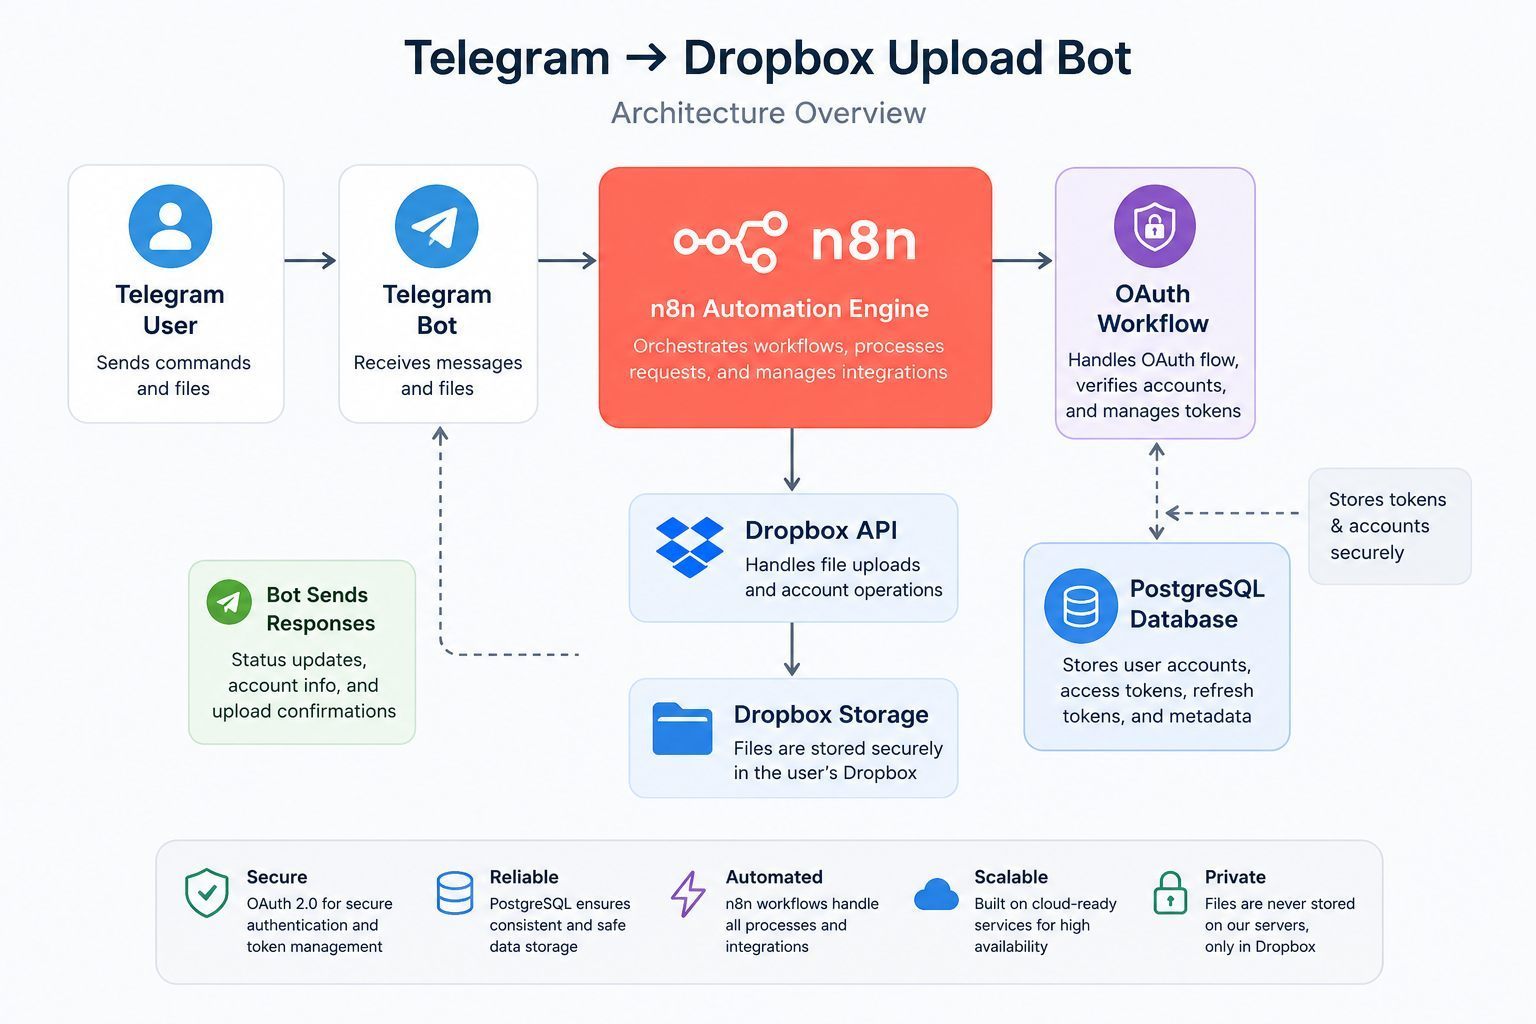 Telegram → Dropbox Upload Bot
Architecture Overview
Telegram
User
Sends commands
and files
Telegram
Bot
Receives messages
and files
n8n
n8n Automation Engine
Orchestrates workflows, processes
requests, and manages integrations
OAuth
Workflow
Handles OAuth flow,
verifies accounts,
and manages tokens
Stores tokens
& accounts
securely
Dropbox API
Handles file uploads
and account operations
Bot Sends
Responses
Status updates,
account info, and
upload confirmations
PostgreSQL
Database
Stores user accounts,
access tokens, refresh
tokens, and metadata
Dropbox Storage
Files are stored securely
in the user's Dropbox
Secure
OAuth 2.0 for secure
authentication and
token management
Reliable
PostgreSQL ensures
consistent and safe
data storage
Automated
n8n workflows handle
all processes and
integrations
Scalable
Built on cloud-ready
services for high
availability
Private
Files are never stored
on our servers,
only in Dropbox